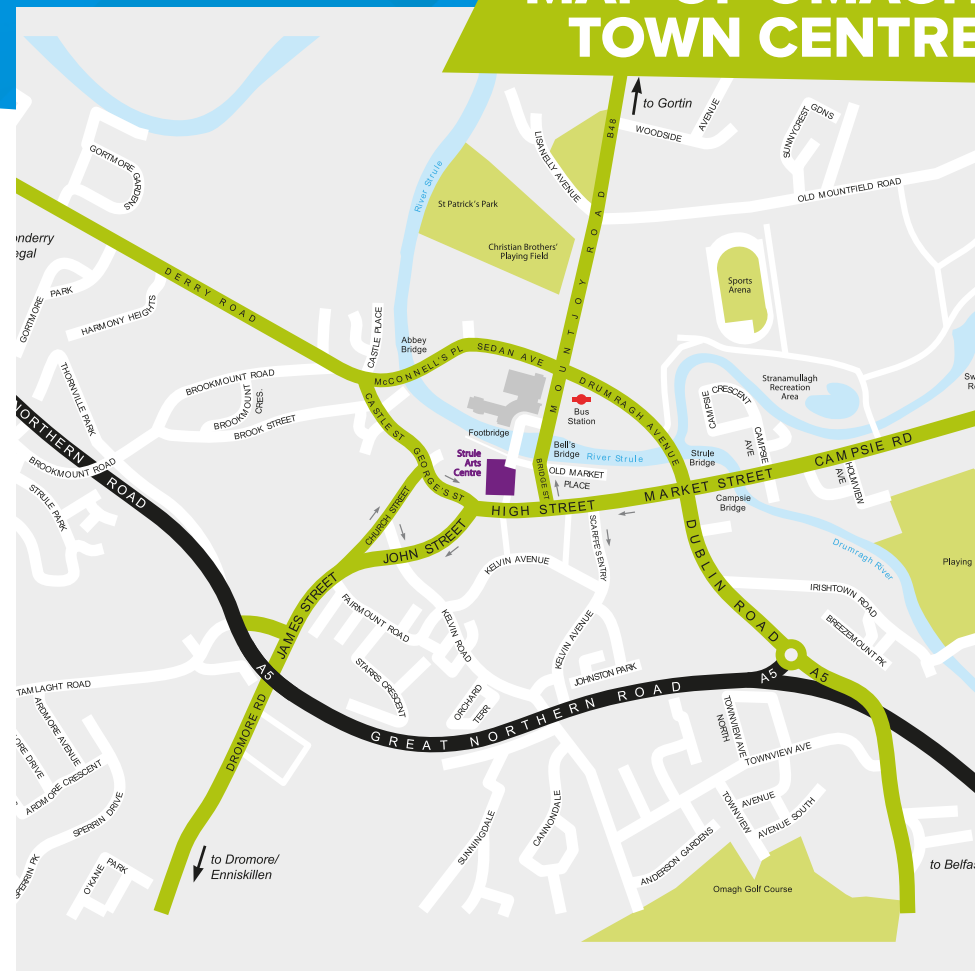 MAP OF OMAGH
TOWN CENTRE
to Gortin
B48
WOODSIDE
AVENUE
SUNNYCREST GDNS
LISANELLY AVENUE
OLD MOUNTFIELD ROAD
GORTMORE GARDENS
River Strule
St Patrick's Park
Christian Brothers'
Playing Field
MOUNTJOY ROAD
Sports
Arena
DERRY ROAD
GORTMORE PARK
HARMONY HEIGHTS
CASTLE PLACE
Abbey
Bridge
McCONNELL'S PL
SEDAN AVE
DRUMRAGH AVENUE
Stranamullagh
Recreation
Area
CAMPSIE CRESCENT
THORNVILLE PARK
BROOKMOUNT ROAD
BROOKMOUNT
CRES.
BROOK STREET
CASTLE ST
Bus
Station
Footbridge
Bell's
Bridge
River Strule
Strule
Bridge
CAMPSIE
AVE
CAMPSIE RD
HOLMVIEW
AVE
NORTHERN ROAD
BROOKMOUNT ROAD
STRULE PARK
Strule
Arts
Centre
GEORGE'S ST
BRIDGE ST
OLD MARKET
PLACE
HIGH STREET
MARKET STREET
Campsie
Bridge
CHURCH STREET
JOHN STREET
SCARFFE'S ENTRY
KELVIN AVENUE
DUBLIN ROAD
Drumragh River
Playing
IRISHTOWN ROAD
BREEZEMOUNT PK
JAMES STREET
FAIRMOUNT ROAD
KELVIN ROAD
KELVIN AVENUE
STARRS CRESCENT
ORCHARD
TERR
JOHNSTON PARK
A5
A5
A5
GREAT NORTHERN ROAD
TAMLAGHT ROAD
DROMORE RD
ARDMORE AVENUE
ARDMORE CRESCENT
SPERRIN DRIVE
SPERRIN PK
O'KANE PARK
TOWNVIEW AVE
NORTH
TOWNVIEW AVE
TOWNVIEW
AVENUE
AVENUE SOUTH
SUNNINGDALE
CANNONDALE
ANDERSON GARDENS
to Dromore/
Enniskillen
Omagh Golf Course